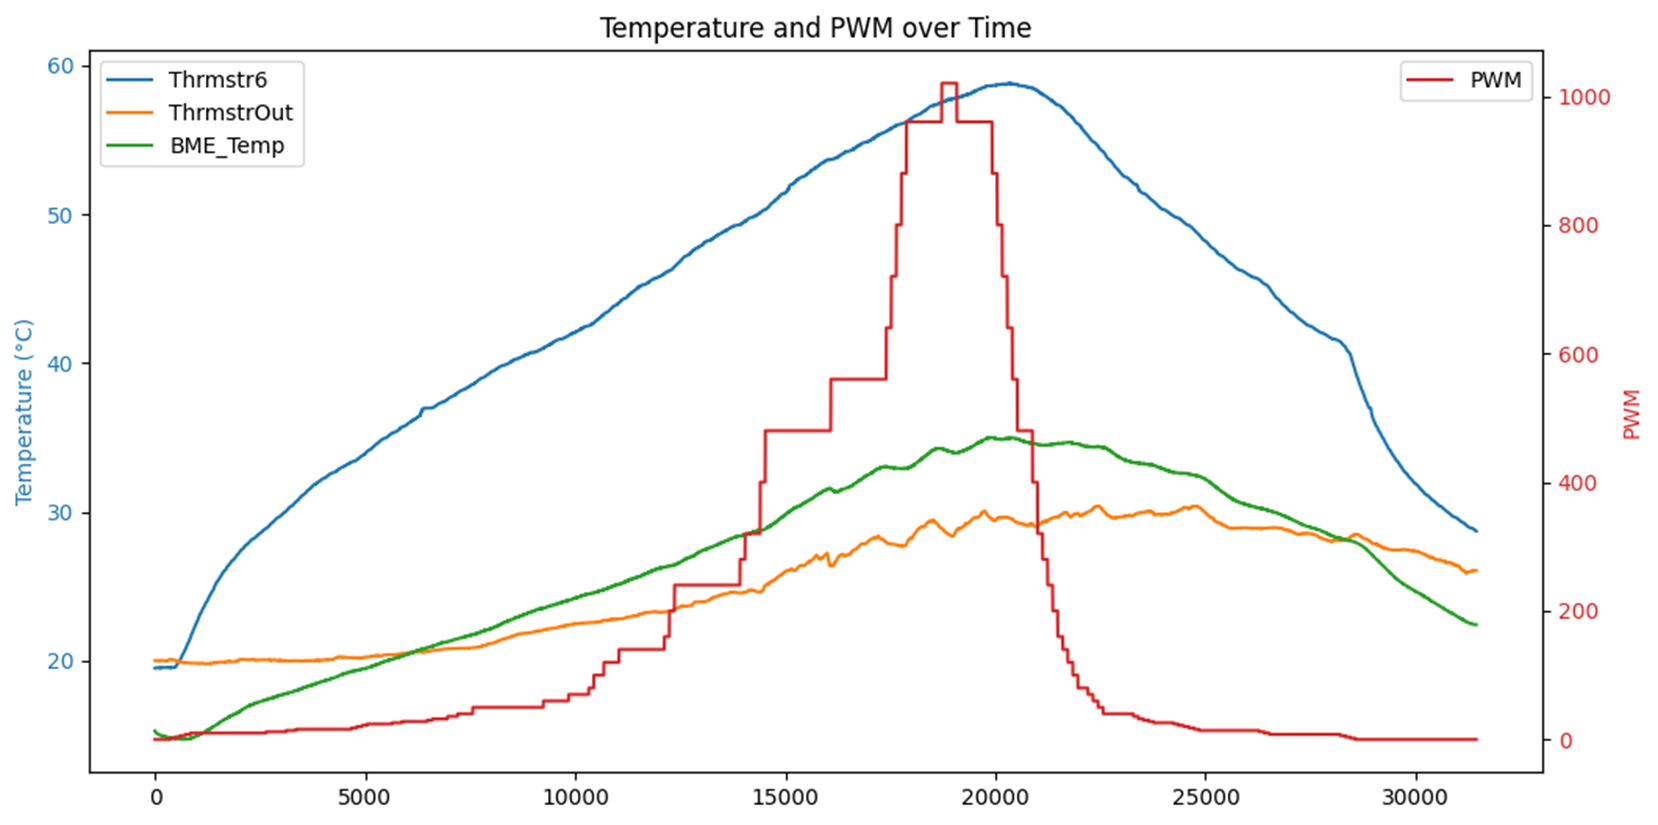 Temperature and PWM over Time
Thrmstr6
ThrmstrOut
BME_Temp
PWM
60
50
40
30
20
Temperature (°C)
1000
800
600
400
200
0
PWM
0 5000 10000 15000 20000 25000 30000